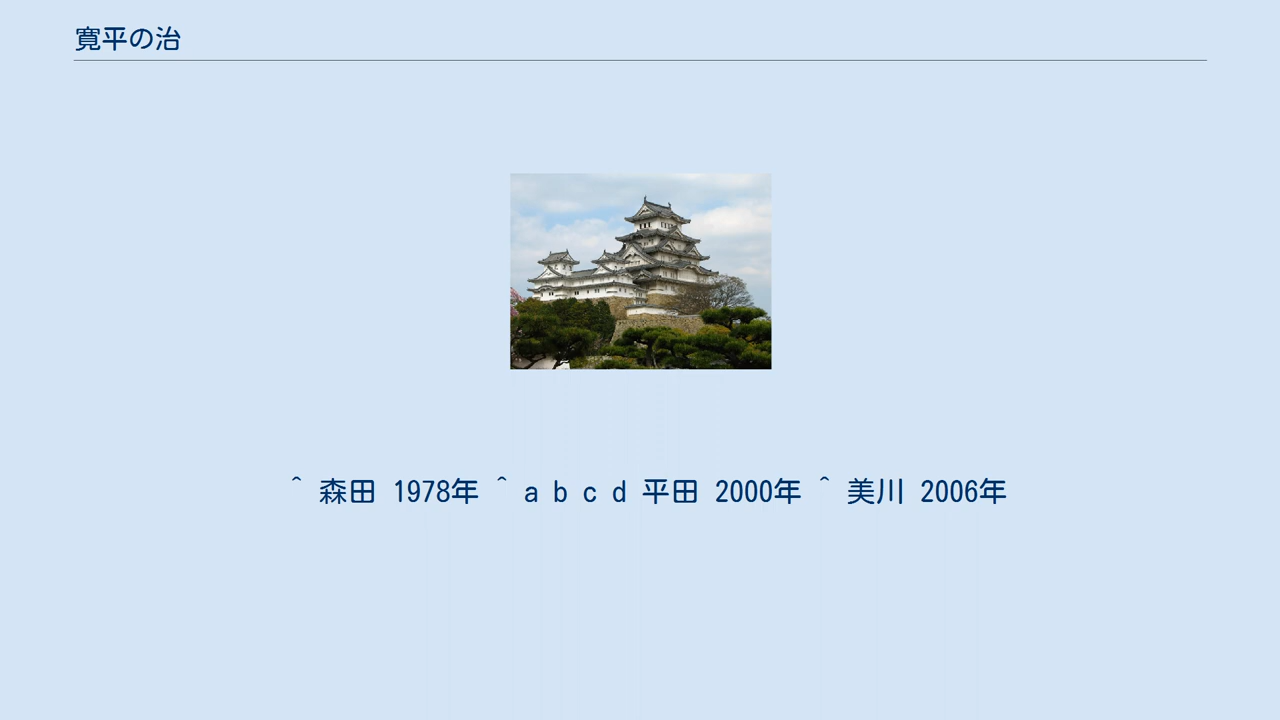 寛平の治
^ 森田 1978年 ^ a b c d 平田 2000年 ^ 美川 2006年